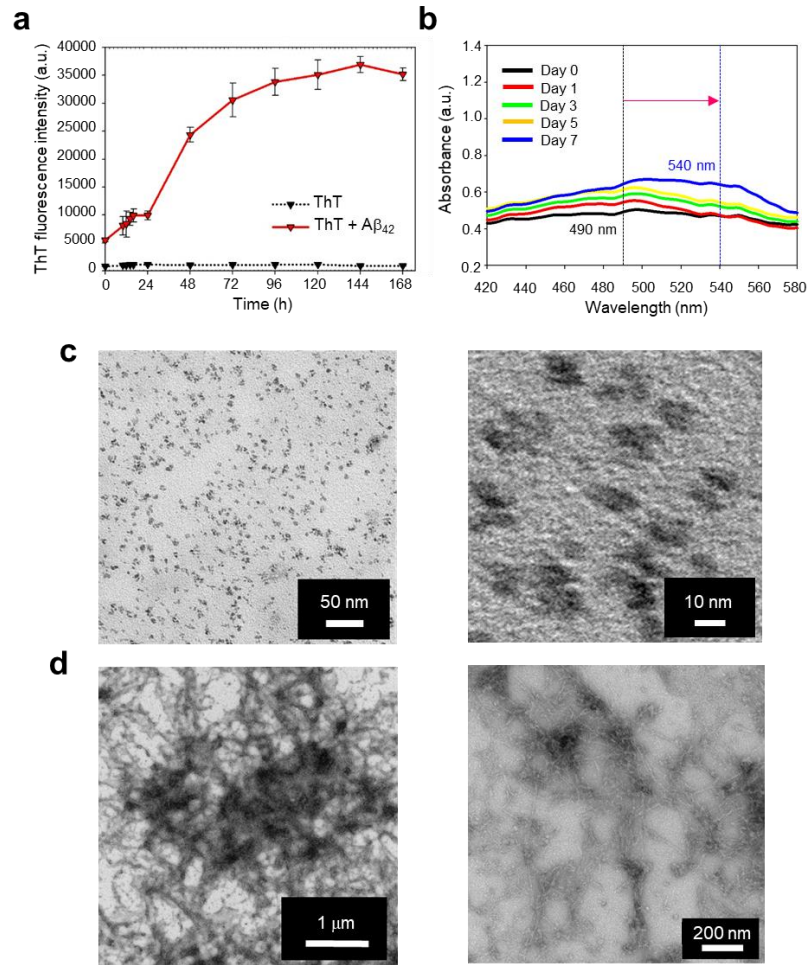 a
40000
35000
30000
25000
20000
15000
10000
5000
0
ThT fluorescence intensity (a.u.)
ThT
ThT + Aβ42
0 24 48 72 96 120 144 168
Time (h)
b
1.4
1.2
1.0
0.8
0.6
0.4
0.2
Absorbance (a.u.)
Day 0
Day 1
Day 3
Day 5
Day 7
540 nm
490 nm
420 440 460 480 500 520 540 560 580
Wavelength (nm)
c
50 nm
10 nm
d
1 μm
200 nm